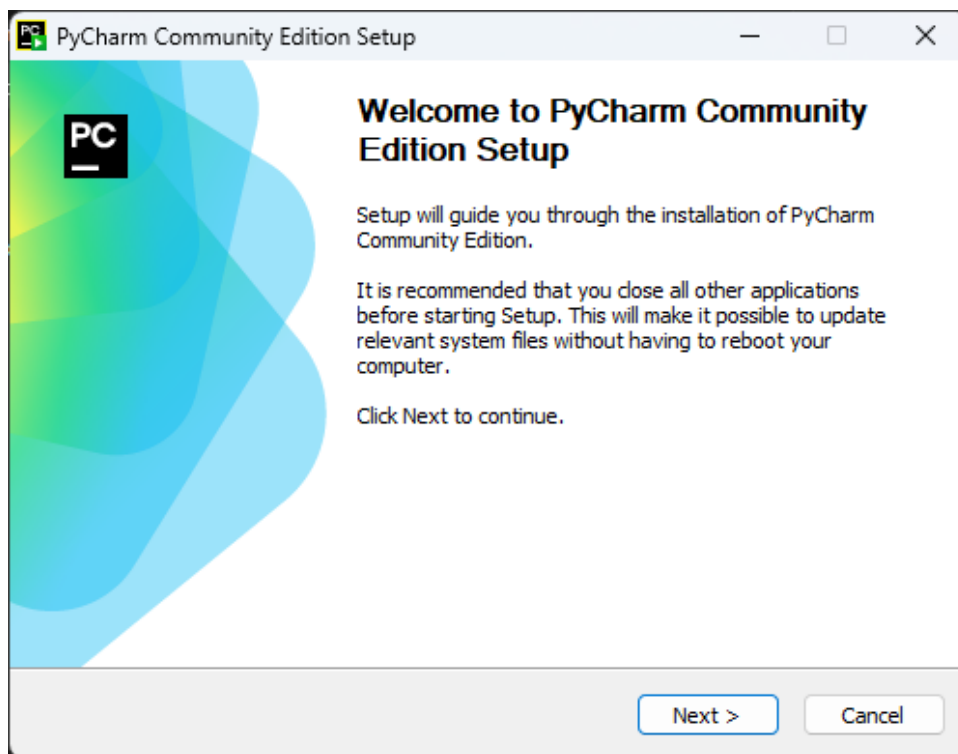 PyCharm Community Edition Setup
PC
Welcome to PyCharm Community
Edition Setup
Setup will guide you through the installation of PyCharm
Community Edition.
It is recommended that you close all other applications
before starting Setup. This will make it possible to update
relevant system files without having to reboot your
computer.
Click Next to continue.
Next >
Cancel